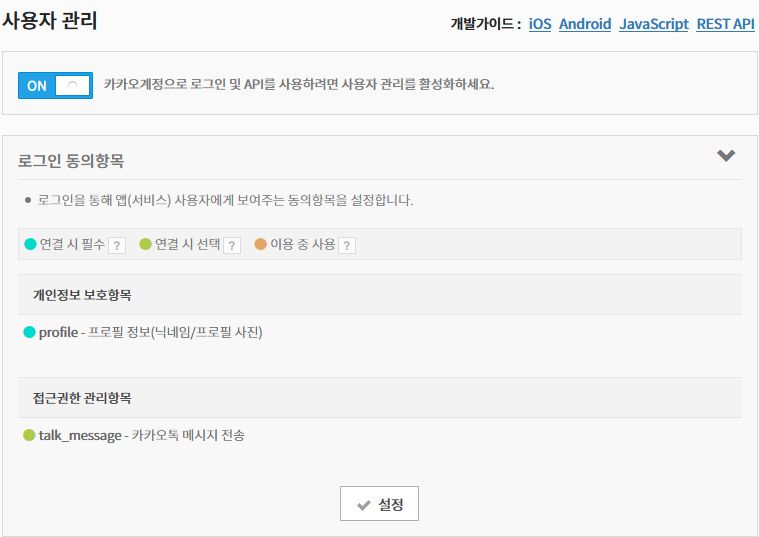 사용자 관리
개발가이드 : iOS Android JavaScript REST API
ON 카카오계정으로 로그인 및 API를 사용하려면 사용자 관리를 활성화하세요.
로그인 동의항목
로그인을 통해 앱(서비스) 사용자에게 보여주는 동의항목을 설정합니다.
연결 시 필수 ? 연결 시 선택 ? 이용 중 사용 ?
개인정보 보호항목
profile - 프로필 정보(닉네임/프로필 사진)
접근권한 관리항목
talk_message - 카카오톡 메시지 전송
설정